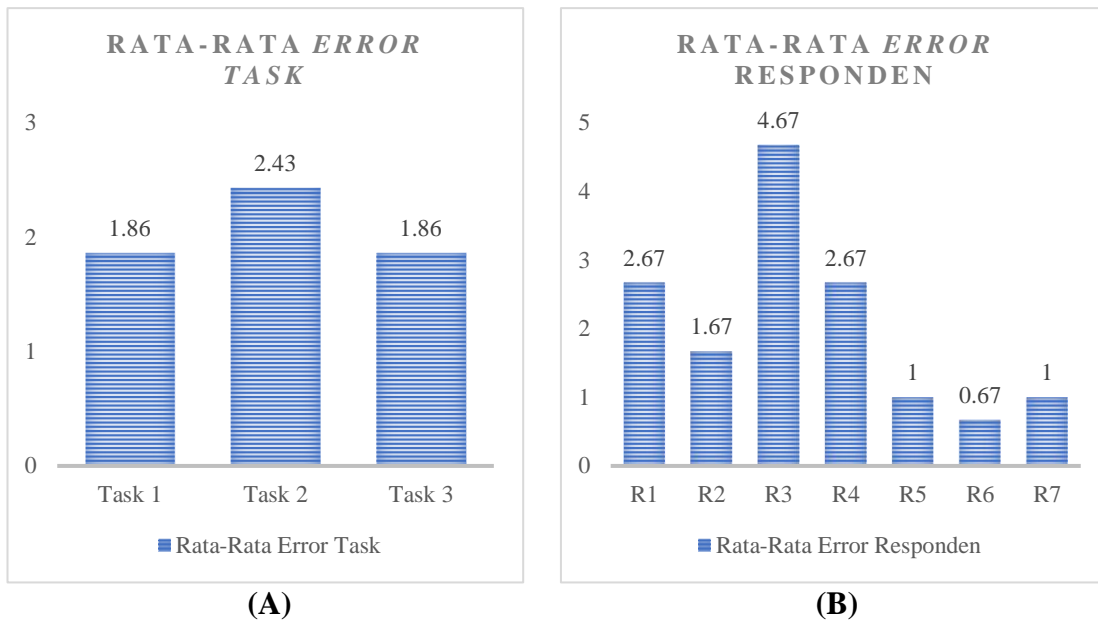 RATA-RATA ERROR
TASK
3
2
1
0
1.86
2.43
1.86
Task 1 Task 2 Task 3
Rata-Rata Error Task
(A)
RATA-RATA ERROR
RESPONDEN
5
4
3
2
1
0
2.67
1.67
4.67
2.67
1
0.67
1
R1 R2 R3 R4 R5 R6 R7
Rata-Rata Error Responden
(B)